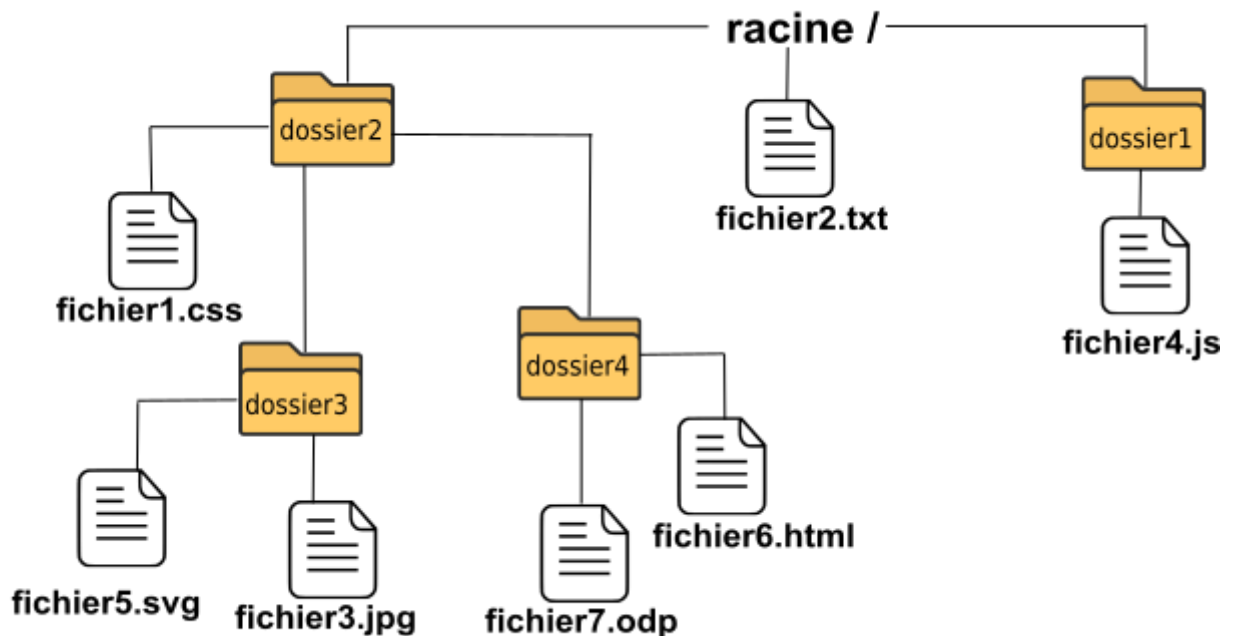 racine /
dossier2
dossier1
fichier2.txt
fichier1.css
fichier4.js
dossier4
dossier3
fichier6.html
fichier5.svg
fichier3.jpg
fichier7.odp